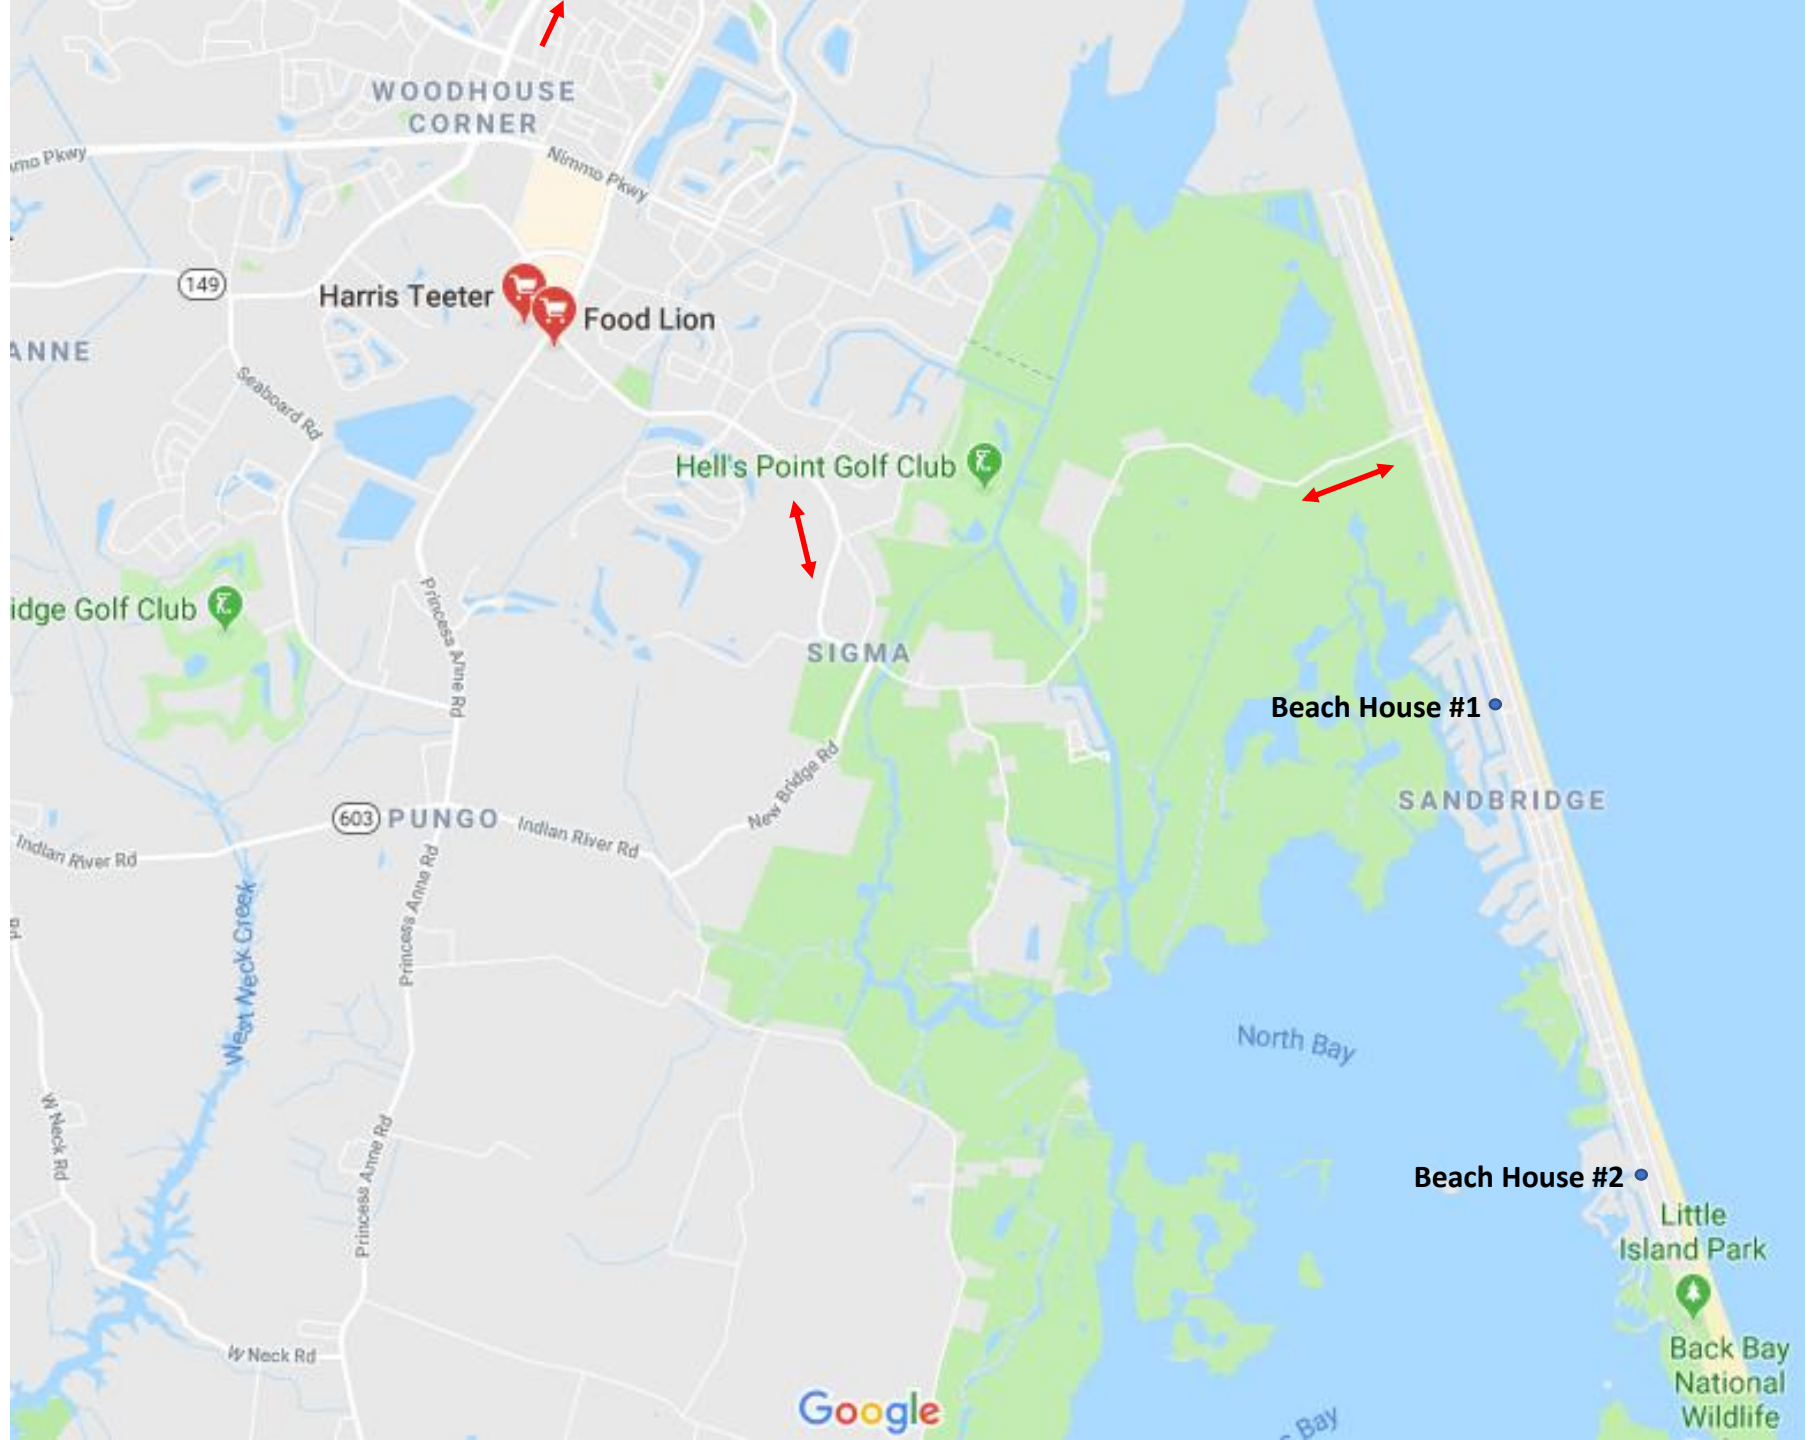 WOODHOUSE
CORNER
mo Pkwy
Nimmo Pkwy
149
Harris Teeter
Food Lion
ANNE
Seaboard Rd
Hell's Point Golf Club
idge Golf Club
Princess Anne Rd
SIGMA
Beach House #1
New Bridge Rd
SANDBRIDGE
603
PUNGO
Indian River Rd
Indian River Rd
Princess Anne Rd
West Neck Creek
Rd
North Bay
W Neck Rd
Princess Anne Rd
Beach House #2
Little
Island Park
W Neck Rd
Back Bay
National
Wildlife
Google
s Bay